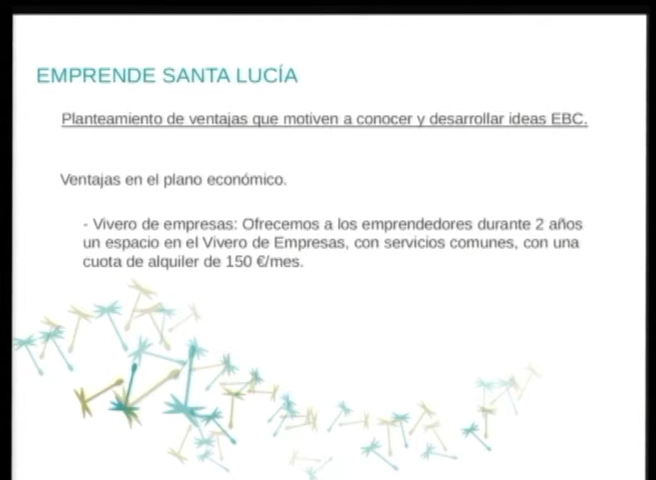 EMPRENDE SANTA LUCÍA
Planteamiento de ventajas que motiven a conocer y desarrollar ideas EBC.
Ventajas en el plano económico.
- Vivero de empresas: Ofrecemos a los emprendedores durante 2 años
un espacio en el Vivero de Empresas, con servicios comunes, con una
cuota de alquiler de 150 €/mes.